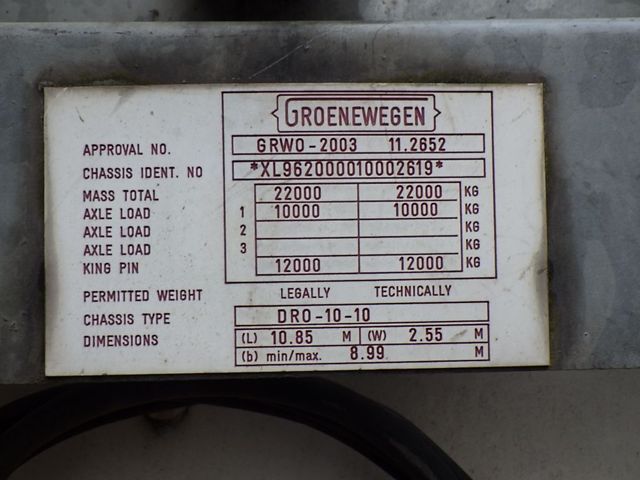 GROENEWEGEN
APPROVAL NO. GRWO-2003 11.2652
CHASSIS IDENT. NO *XL962000010002619*
MASS TOTAL 22000 22000 KG
AXLE LOAD 1 10000 10000 KG
AXLE LOAD 2 KG
AXLE LOAD 3 KG
KING PIN 12000 12000 KG
PERMITTED WEIGHT LEGALLY TECHNICALLY
CHASSIS TYPE DRO-10-10
DIMENSIONS (L) 10.85 M (W) 2.55 M
(b) min/max. 8.99 M